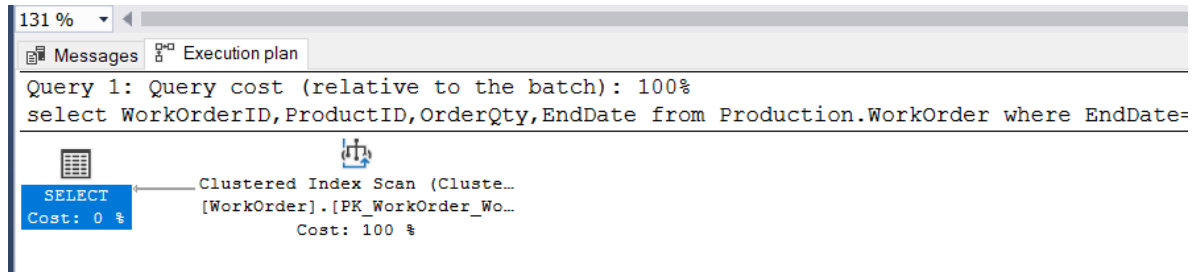 131 %
Messages Execution plan
Query 1: Query cost (relative to the batch): 100%
select WorkOrderID,ProductID,OrderQty,EndDate from Production.WorkOrder where EndDate=
SELECT
Cost: 0 %
Clustered Index Scan (Cluste…
[WorkOrder].[PK_WorkOrder_Wo…
Cost: 100 %